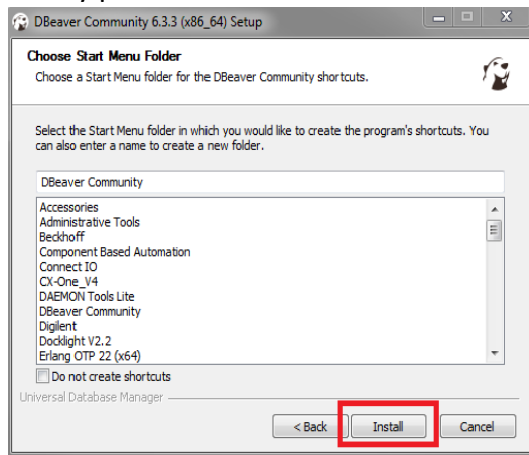 DBeaver Community 6.3.3 (x86_64) Setup
X
Choose Start Menu Folder
Choose a Start Menu folder for the DBeaver Community shortcuts.
Select the Start Menu folder in which you would like to create the program's shortcuts. You
can also enter a name to create a new folder.
DBeaver Community
Accessories
Administrative Tools
Beckhoff
Component Based Automation
Connect IO
CX-One_V4
DAEMON Tools Lite
DBeaver Community
Digilent
Docklight V2.2
Erlang OTP 22 (x64)
Do not create shortcuts
Universal Database Manager
< Back Install Cancel